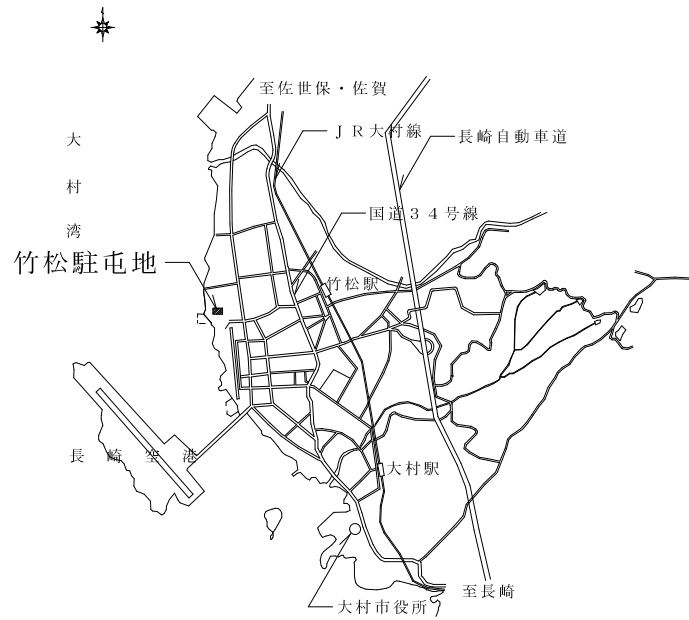 至佐世保・佐賀
ＪＲ大村線
長崎自動車道
大村湾
国道３４号線
竹松駐屯地
竹松駅
長崎空港
大村駅
至長崎
大村市役所